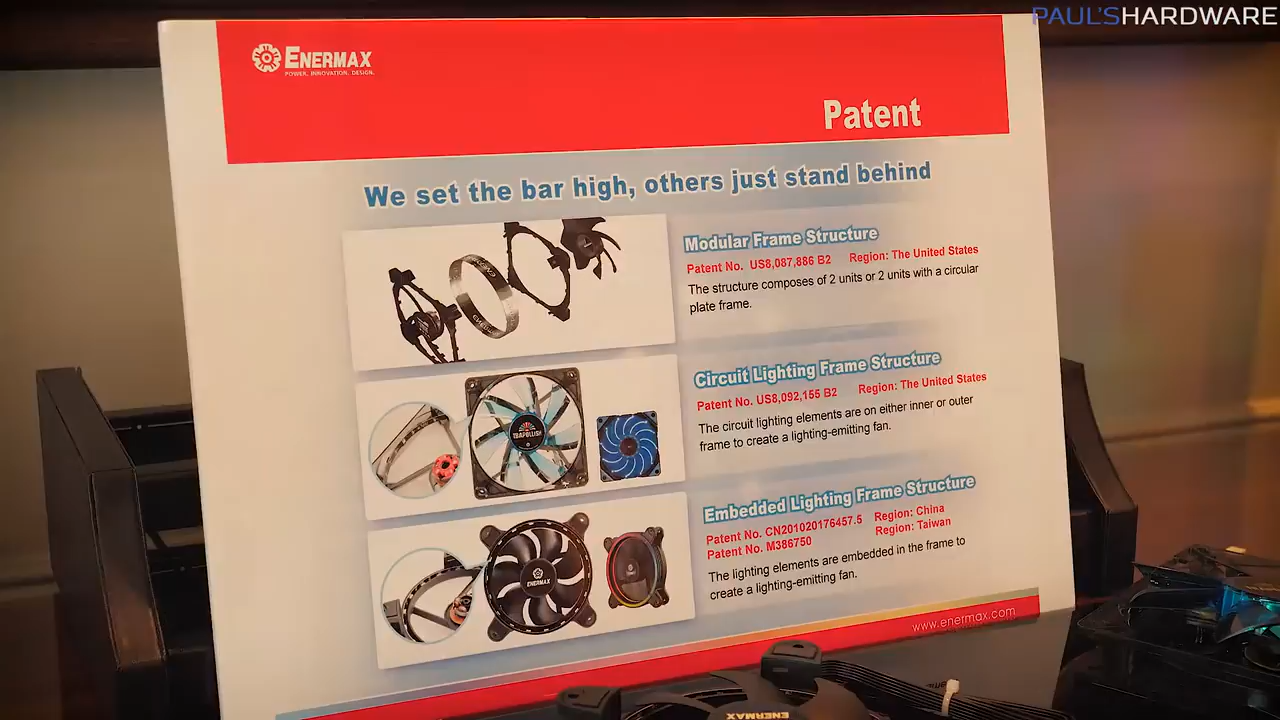 PAUL'SHARDWARE
ENERMAX
POWER. INNOVATION. DESIGN.
Patent
We set the bar high, others just stand behind
Modular Frame Structure
Patent No. US8,087,886 B2 Region: The United States
The structure composes of 2 units or 2 units with a circular
plate frame.
Circuit Lighting Frame Structure
Patent No. US8,092,155 B2 Region: The United States
The circuit lighting elements are on either inner or outer
frame to create a lighting-emitting fan.
Embedded Lighting Frame Structure
Patent No. CN201020176457.5 Region: China
Patent No. M386750 Region: Taiwan
The lighting elements are embedded in the frame to
create a lighting-emitting fan.
ENERMAX
www.enermax.com
ENERMAX